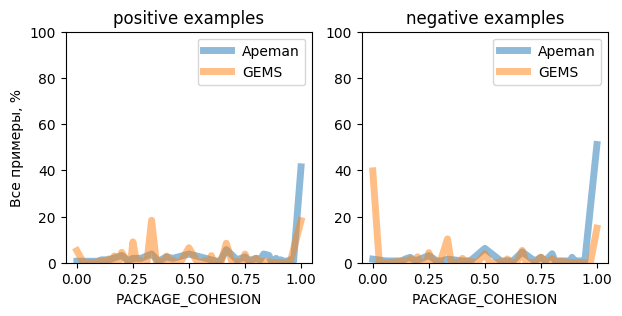 positive examples
negative examples
Все примеры, %
100
80
60
40
20
0
Apeman
GEMS
0.00 0.25 0.50 0.75 1.00
PACKAGE_COHESION
100
80
60
40
20
0
Apeman
GEMS
0.00 0.25 0.50 0.75 1.00
PACKAGE_COHESION